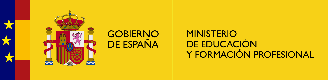 GOBIERNO
DE ESPAÑA
MINISTERIO
DE EDUCACIÓN
Y FORMACIÓN PROFESIONAL